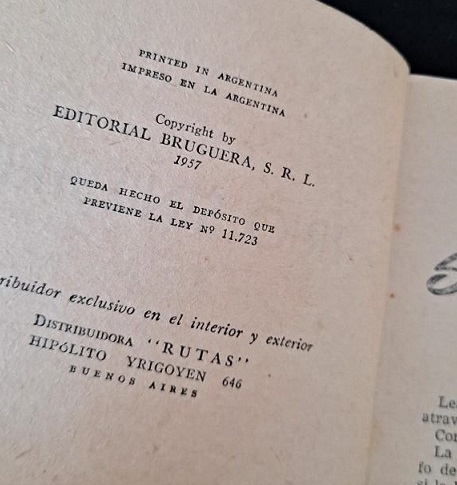 PRINTED IN ARGENTINA
IMPRESO EN LA ARGENTINA
Copyright by
EDITORIAL BRUGUERA, S. R. L.
1957
QUEDA HECHO EL DEPÓSITO QUE
PREVIENE LA LEY Nº 11.723
exclusivo en el interior y exterior
DISTRIBUIDORA "RUTAS"
HIPÓLITO YRIGOYEN 646
BUENOS AIRES
La